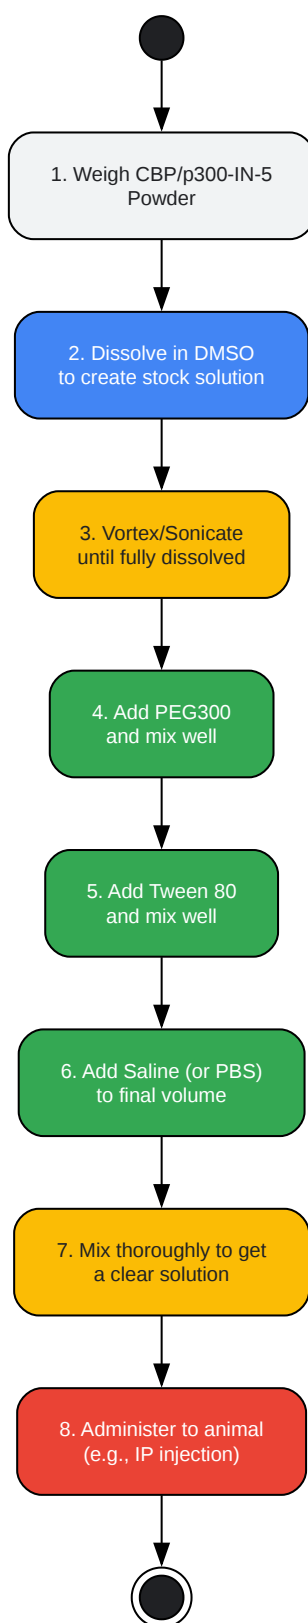 1. Weigh CBP/p300-IN-5
Powder
2. Dissolve in DMSO
to create stock solution
3. Vortex/Sonicate
until fully dissolved
4. Add PEG300
and mix well
5. Add Tween 80
and mix well
6. Add Saline (or PBS)
to final volume
7. Mix thoroughly to get
a clear solution
8. Administer to animal
(e.g., IP injection)